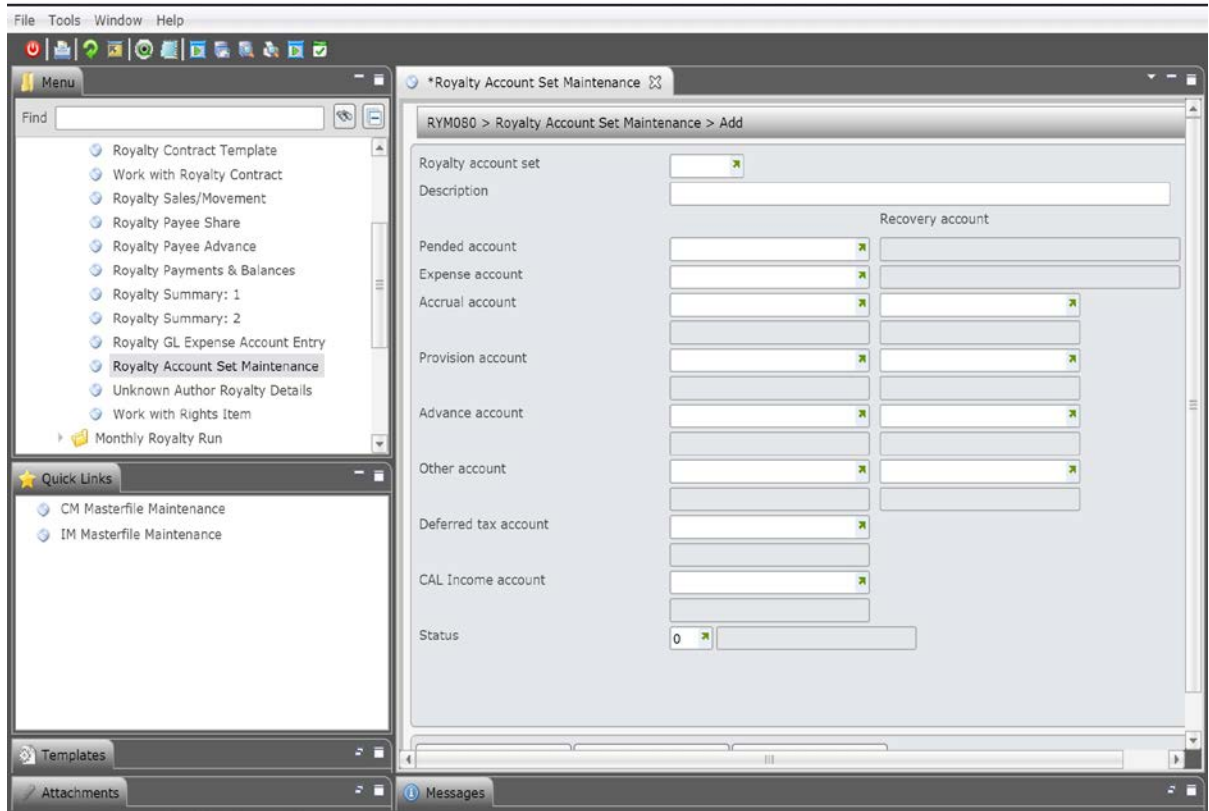 File Tools Window Help
Menu
Find
Royalty Contract Template
Work with Royalty Contract
Royalty Sales/Movement
Royalty Payee Share
Royalty Payee Advance
Royalty Payments & Balances
Royalty Summary: 1
Royalty Summary: 2
Royalty GL Expense Account Entry
Royalty Account Set Maintenance
Unknown Author Royalty Details
Work with Rights Item
Monthly Royalty Run
Quick Links
CM Masterfile Maintenance
IM Masterfile Maintenance
Templates
Attachments
*Royalty Account Set Maintenance
RYM080 > Royalty Account Set Maintenance > Add
Royalty account set
Description
Recovery account
Pended account
Expense account
Accrual account
Provision account
Advance account
Other account
Deferred tax account
CAL Income account
Status 0
Messages